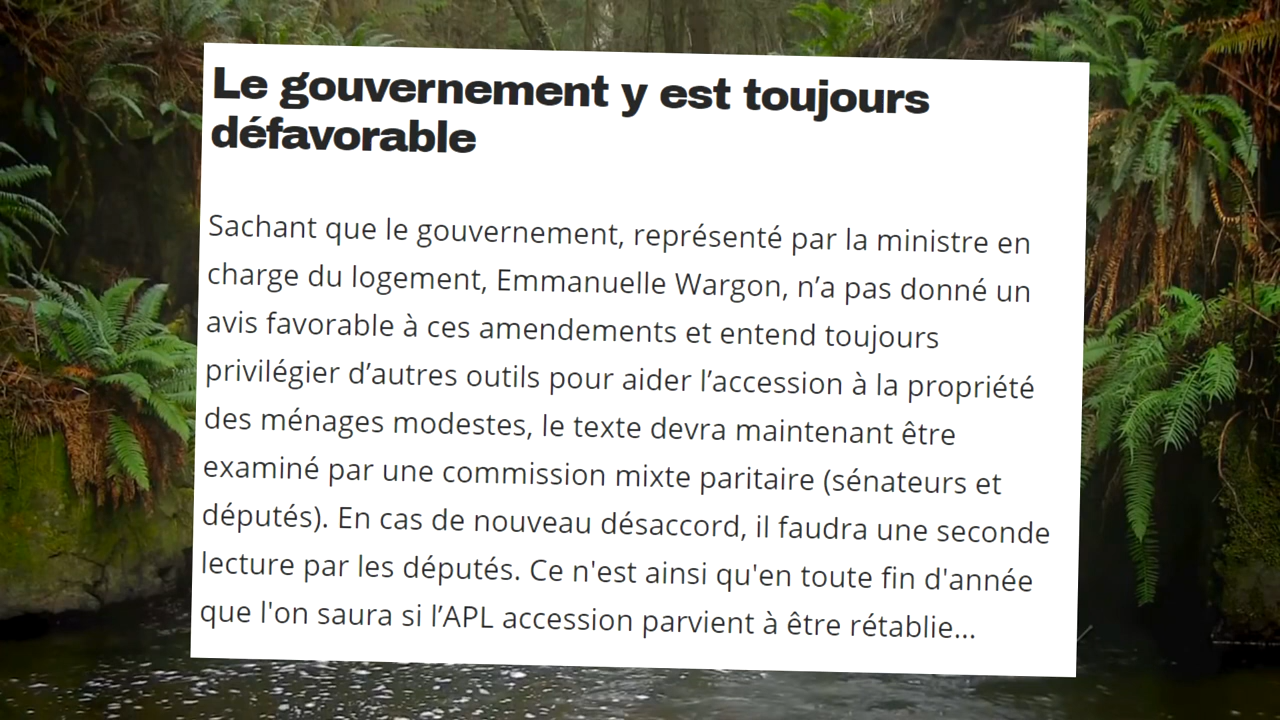 Le gouvernement y est toujours
défavorable
Sachant que le gouvernement, représenté par la ministre en
charge du logement, Emmanuelle Wargon, n’a pas donné un
avis favorable à ces amendements et entend toujours
privilégier d’autres outils pour aider l’accession à la propriété
des ménages modestes, le texte devra maintenant être
examiné par une commission mixte paritaire (sénateurs et
députés). En cas de nouveau désaccord, il faudra une seconde
lecture par les députés. Ce n'est ainsi qu'en toute fin d'année
que l'on saura si l’APL accession parvient à être rétablie...